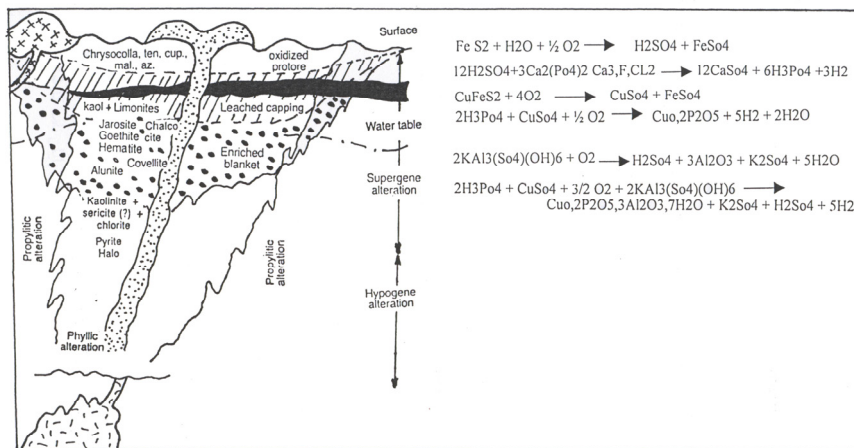 Surface
Chrysocolla, ten, cup,
mal., az.
oxidized
protore
kaol + Limonites
Leached capping
Water table
Jarosite
Goethite
Hematite
Chalco
cite
Covellite
Enriched
blanket
Alunite
Supergene
alteration
Kaolinite +
sericite (?) +
chlorite
Propylitic
alteration
Pyrite
Halo
Propylitic
alteration
Hypogene
alteration
Phyllic
alteration
Fe S2 + H2O + ½ O2 → H2SO4 + FeSo4
12H2SO4+3Ca2(Po4)2 Ca3,F,CL2 → 12CaSo4 + 6H3Po4 +3H2
CuFeS2 + 4O2 → CuSo4 + FeSO4
2H3Po4 + CuSo4 + ½ O2 → Cuo,2P2O5 + 5H2 + 2H2O
2KAl3(So4)(OH)6 + O2 → H2So4 + 3Al2O3 + K2So4 + 5H2O
2H3Po4 + CuSo4 + 3/2 O2 + 2KAl3(So4)(OH)6 →
Cuo,2P2O5,3Al2O3,7H2O + K2So4 + H2So4 + 5H2